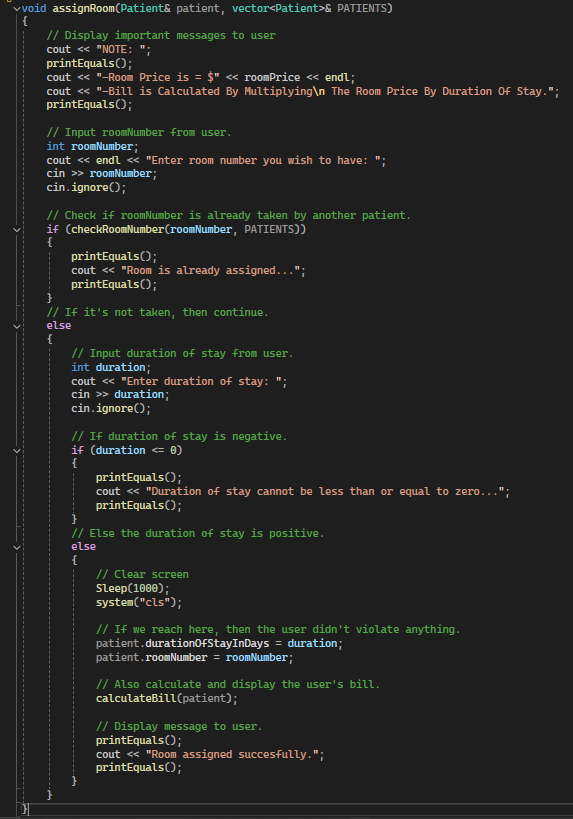 void assignRoom(Patient& patient, vector<Patient>& PATIENTS)
{
    // Display important messages to user
    cout << "NOTE: ";
    printEquals();
    cout << "-Room Price is = $" << roomPrice << endl;
    cout << "-Bill is Calculated By Multiplying\n The Room Price By Duration Of Stay.";
    printEquals();

    // Input roomNumber from user.
    int roomNumber;
    cout << endl << "Enter room number you wish to have: ";
    cin >> roomNumber;
    cin.ignore();

    // Check if roomNumber is already taken by another patient.
    if (checkRoomNumber(roomNumber, PATIENTS))
    {
        printEquals();
        cout << "Room is already assigned...";
        printEquals();
    }
    // If it's not taken, then continue.
    else
    {
        // Input duration of stay from user.
        int duration;
        cout << "Enter duration of stay: ";
        cin >> duration;
        cin.ignore();

        // If duration of stay is negative.
        if (duration <= 0)
        {
            printEquals();
            cout << "Duration of stay cannot be less than or equal to zero...";
            printEquals();
        }
        // Else the duration of stay is positive.
        else
        {
            // Clear screen
            Sleep(1000);
            system("cls");

            // If we reach here, then the user didn't violate anything.
            patient.durationOfStayInDays = duration;
            patient.roomNumber = roomNumber;

            // Also calculate and display the user's bill.
            calculateBill(patient);

            // Display message to user.
            printEquals();
            cout << "Room assigned succesfully.";
            printEquals();
        }
    }
}